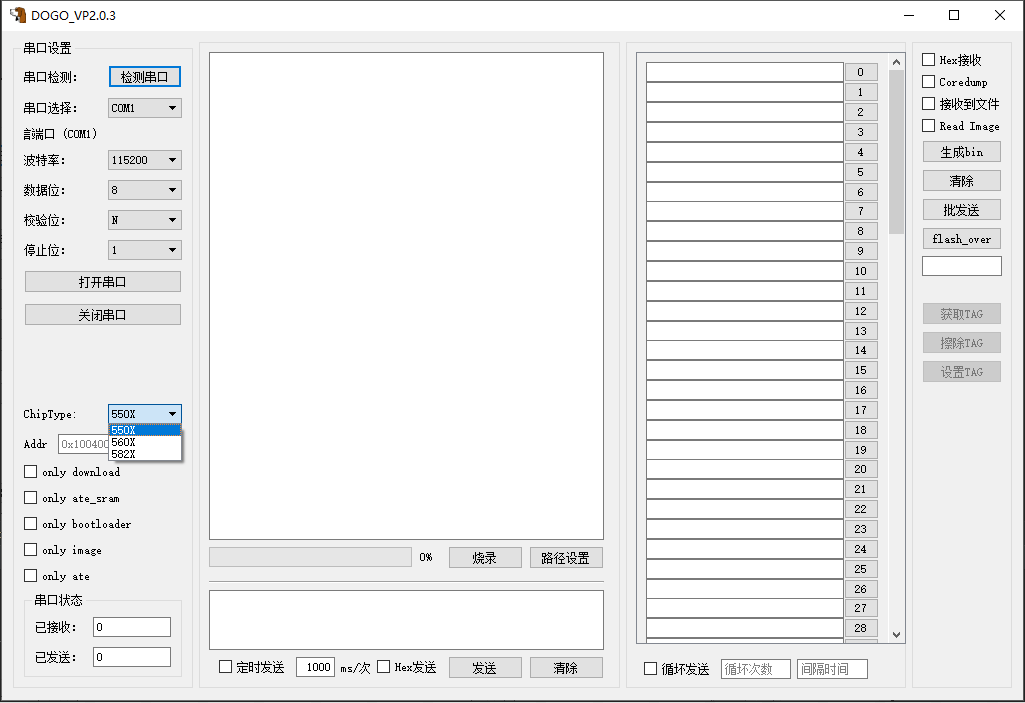 DOGO_VP2.0.3
串口设置
串口检测: 检测串口
串口选择: COM1
言端口 (COM1)
波特率: 115200
数据位: 8
校验位: N
停止位: 1
打开串口
关闭串口
ChipType: 550X
550X
560X
582X
Addr 0x100400
only download
only ate_sram
only bootloader
only image
only ate
串口状态
已接收: 0
已发送: 0
0% 烧录 路径设置
定时发送 1000 ms/次 Hex发送 发送 清除
0
1
2
3
4
5
6
7
8
9
10
11
12
13
14
15
16
17
18
19
20
21
22
23
24
25
26
27
28
循环发送 循环次数 间隔时间
Hex接收
Coredump
接收到文件
Read Image
生成bin
清除
批发送
flash_over
获取TAG
擦除TAG
设置TAG